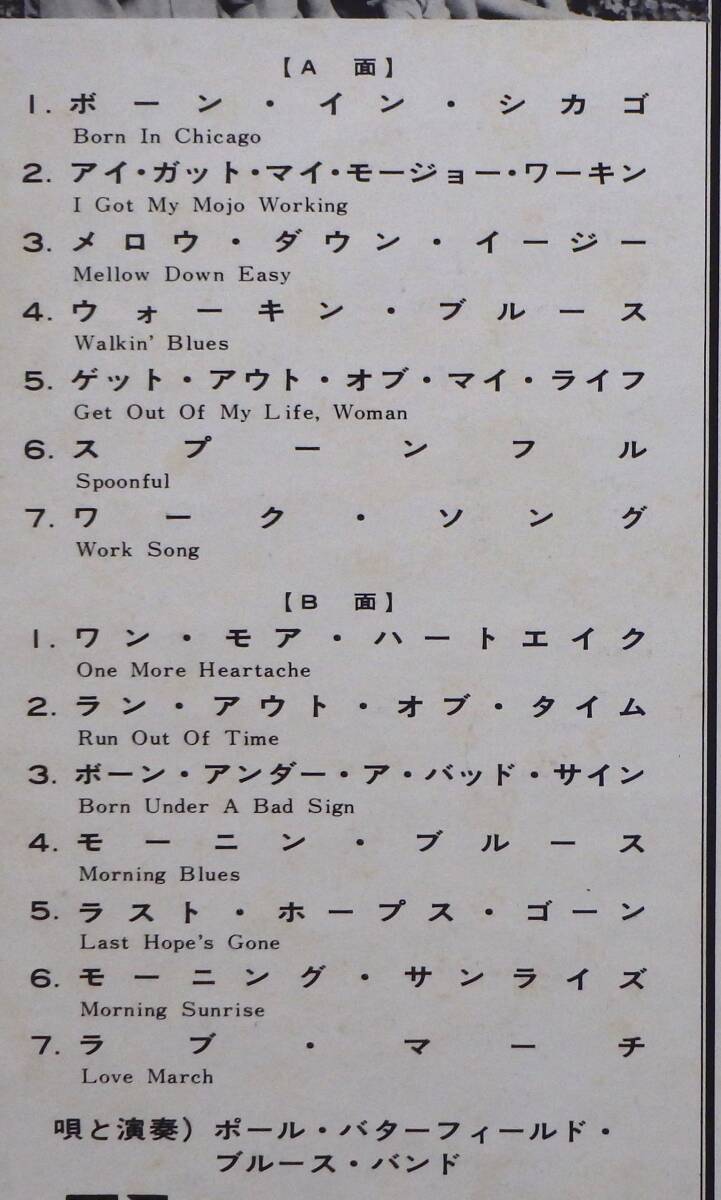 【A 面】
1. ボーン・イン・シカゴ
Born In Chicago
2. アイ・ガット・マイ・モージョー・ワーキン
I Got My Mojo Working
3. メロウ・ダウン・イージー
Mellow Down Easy
4. ウォーキン・ブルース
Walkin' Blues
5. ゲット・アウト・オブ・マイ・ライフ
Get Out Of My Life, Woman
6. スプーンフル
Spoonful
7. ワーク・ソング
Work Song
【B 面】
1. ワン・モア・ハートエイク
One More Heartache
2. ラン・アウト・オブ・タイム
Run Out Of Time
3. ボーン・アンダー・ア・バッド・サイン
Born Under A Bad Sign
4. モーニン・ブルース
Morning Blues
5. ラスト・ホープス・ゴーン
Last Hope's Gone
6. モーニング・サンライズ
Morning Sunrise
7. ラブ・マーチ
Love March
唄と演奏) ポール・バターフィールド・
ブルース・バンド